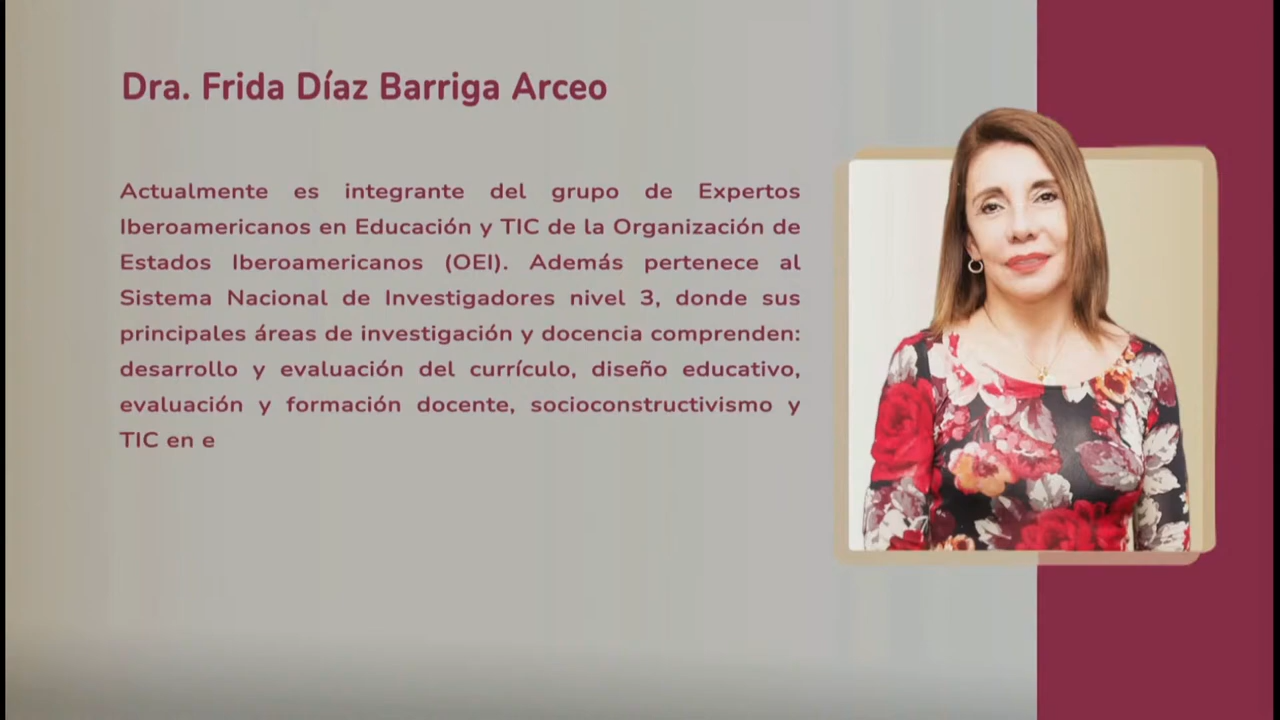 Dra. Frida Díaz Barriga Arceo
Actualmente es integrante del grupo de Expertos
Iberoamericanos en Educación y TIC de la Organización de
Estados Iberoamericanos (OEI). Además pertenece al
Sistema Nacional de Investigadores nivel 3, donde sus
principales áreas de investigación y docencia comprenden:
desarrollo y evaluación del currículo, diseño educativo,
evaluación y formación docente, socioconstructivismo y
TIC en e